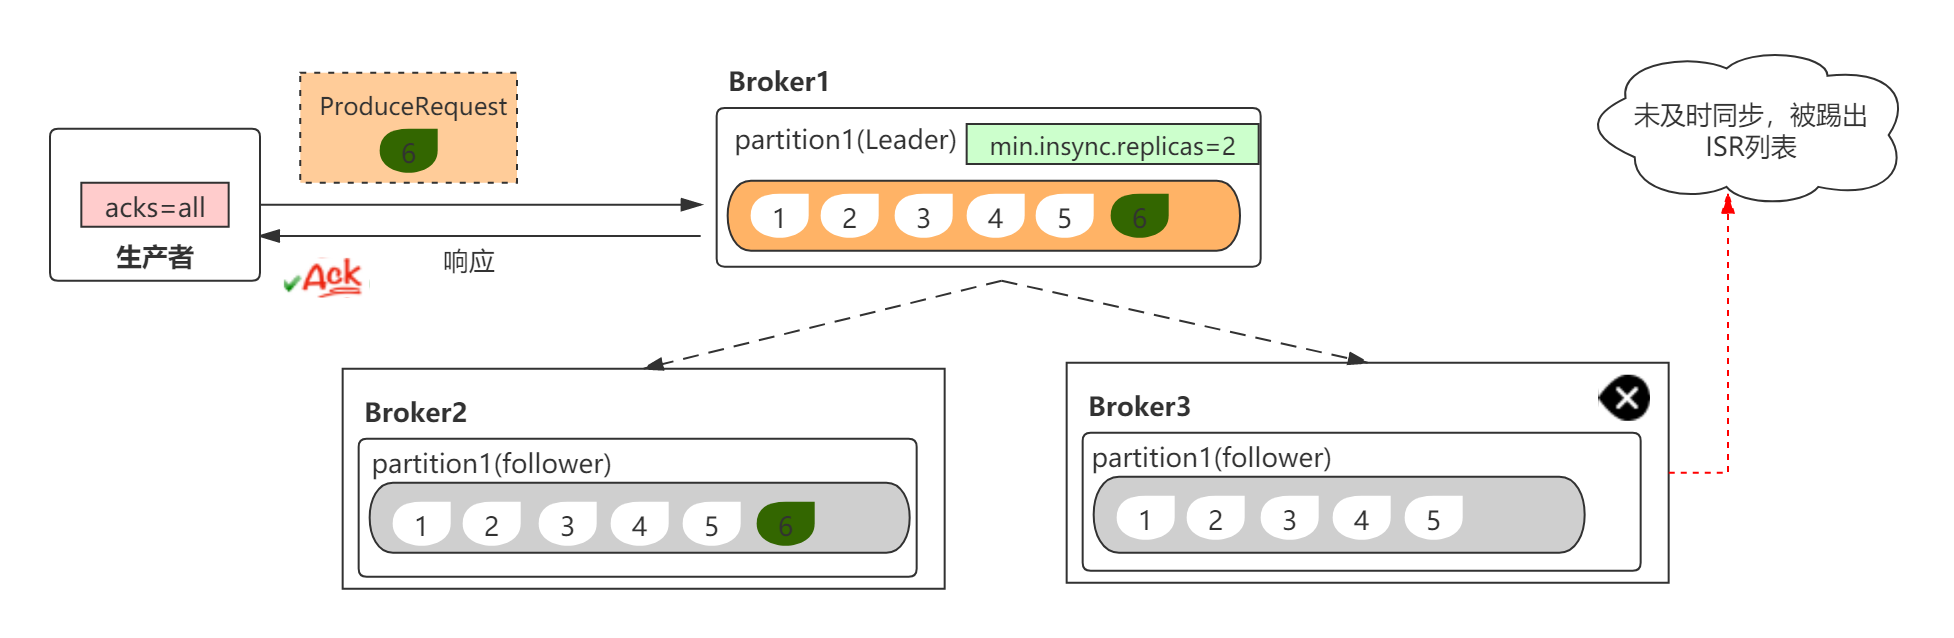 ProduceRequest
6
acks=all
生产者
Ack
响应
Broker1
partition1(Leader)
min.insync.replicas=2
1 2 3 4 5 6
未及时同步，被踢出
ISR列表
Broker2
partition1(follower)
1 2 3 4 5 6
Broker3
partition1(follower)
1 2 3 4 5